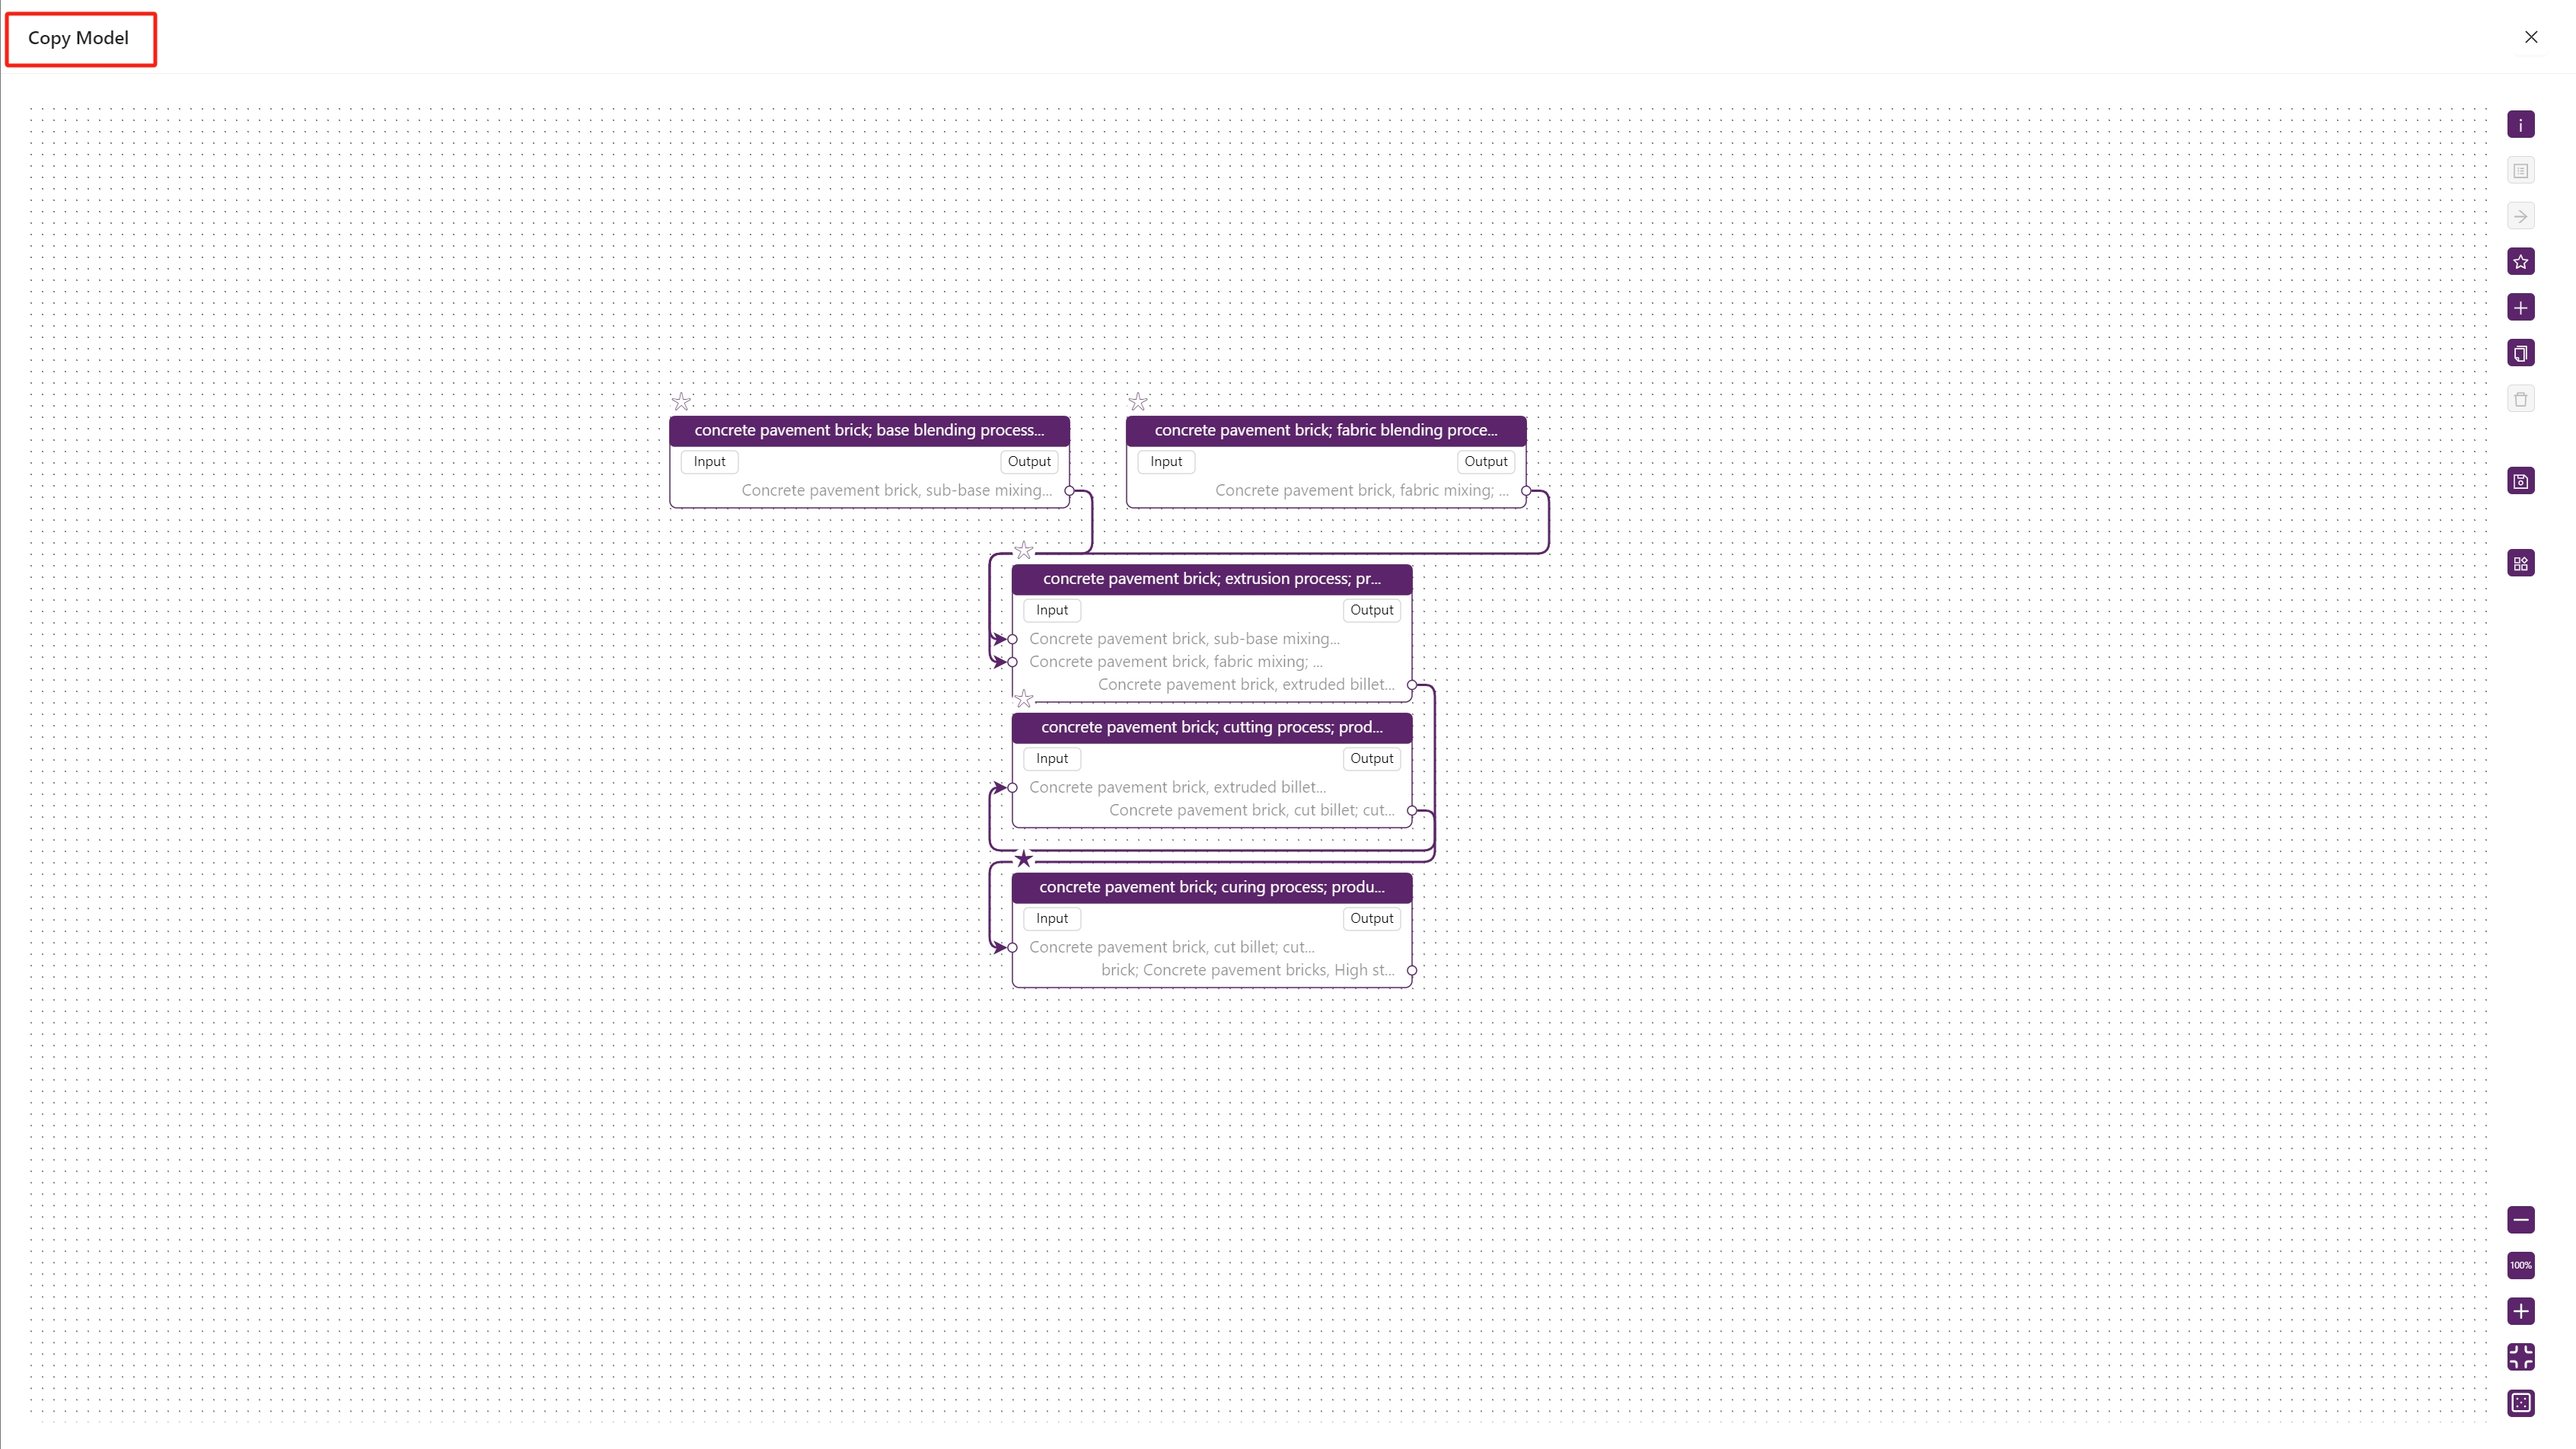 Copy Model
concrete pavement brick; base blending process...
Input
Output
Concrete pavement brick, sub-base mixing...
concrete pavement brick; fabric blending proce...
Input
Output
Concrete pavement brick, fabric mixing; ...
concrete pavement brick; extrusion process; pr...
Input
Output
Concrete pavement brick, sub-base mixing...
Concrete pavement brick, fabric mixing; ...
Concrete pavement brick, extruded billet...
concrete pavement brick; cutting process; prod...
Input
Output
Concrete pavement brick, extruded billet...
Concrete pavement brick, cut billet; cut...
concrete pavement brick; curing process; produ...
Input
Output
Concrete pavement brick, cut billet; cut...
brick; Concrete pavement bricks, High st...
100%